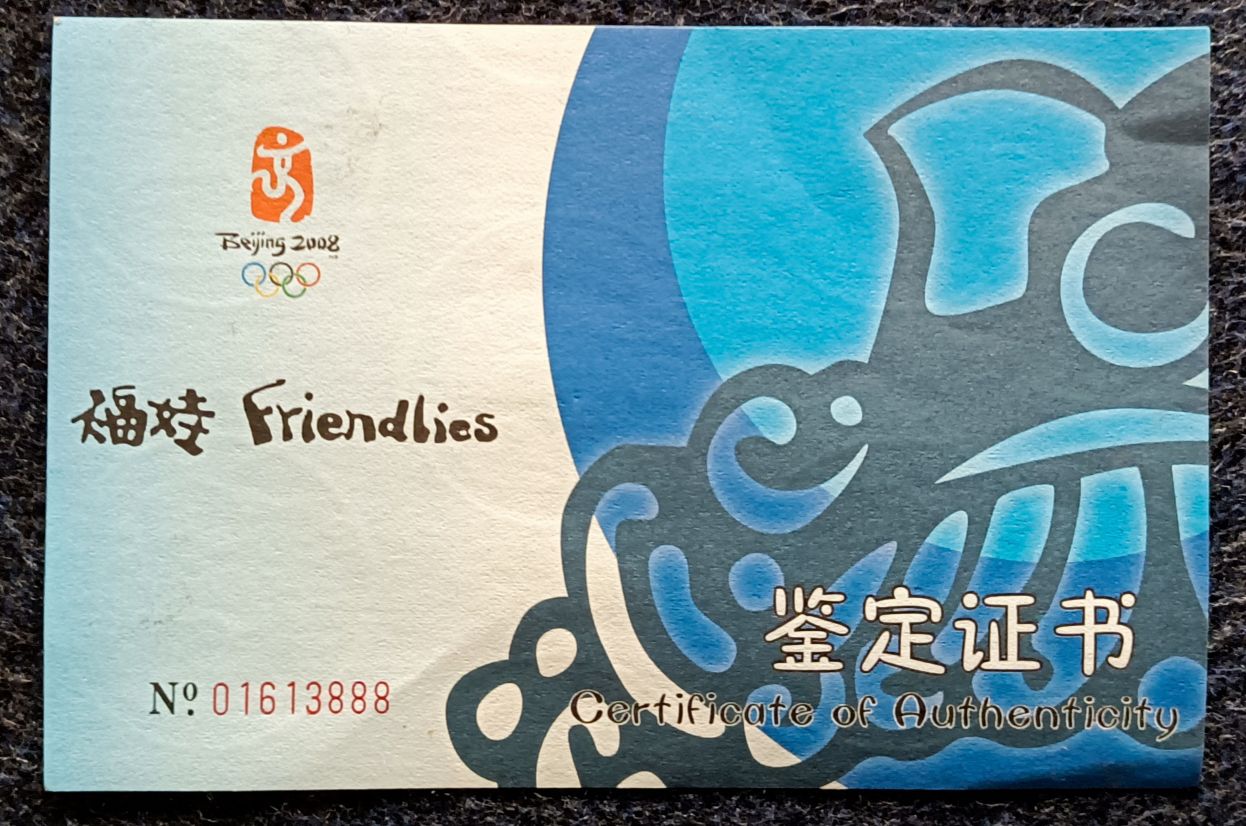 Beijing 2008
福娃 Friendlies
鉴定证书
Certificate of Authenticity
Nº 01613888